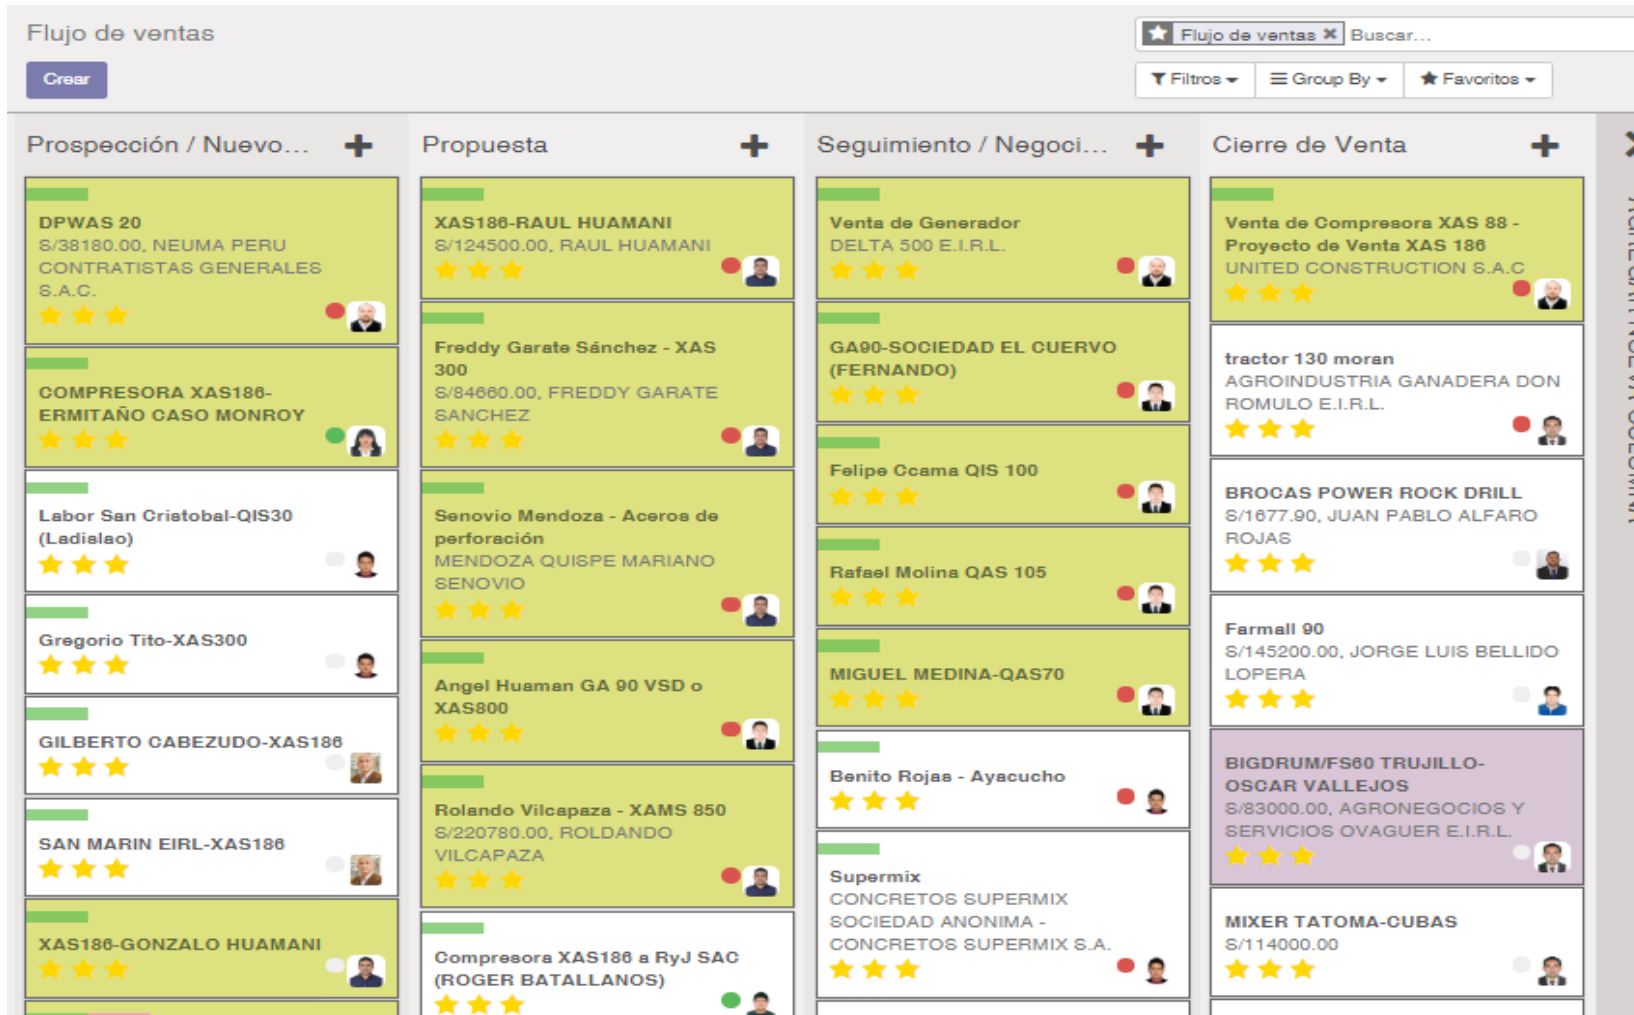 Flujo de ventas
Flujo de ventas ✖ Buscar...
Crear
Filtros
Group By
Favoritos
Prospección / Nuevo...
DPWAS 20
S/38180.00, NEUMA PERU
CONTRATISTAS GENERALES
S.A.C.
COMPRESORA XAS186-
ERMITAÑO CASO MONROY
Labor San Cristobal-QIS30
(Ladislao)
Gregorio Tito-XAS300
GILBERTO CABEZUDO-XAS186
SAN MARIN EIRL-XAS186
XAS186-GONZALO HUAMANI
Propuesta
XAS186-RAUL HUAMANI
S/124500.00, RAUL HUAMANI
Freddy Garate Sánchez - XAS
300
S/84660.00, FREDDY GARATE
SANCHEZ
Senovio Mendoza - Aceros de
perforación
MENDOZA QUISPE MARIANO
SENOVIO
Angel Huaman GA 90 VSD o
XAS800
Rolando Vilcapaza - XAMS 850
S/220780.00, ROLDANDO
VILCAPAZA
Compresora XAS186 a RyJ SAC
(ROGER BATALLANOS)
Seguimiento / Negoci...
Venta de Generador
DELTA 500 E.I.R.L.
GA90-SOCIEDAD EL CUERVO
(FERNANDO)
Felipe Ccama QIS 100
Rafael Molina QAS 105
MIGUEL MEDINA-QAS70
Benito Rojas - Ayacucho
Supermix
CONCRETOS SUPERMIX
SOCIEDAD ANONIMA -
CONCRETOS SUPERMIX S.A.
Cierre de Venta
Venta de Compresora XAS 88 -
Proyecto de Venta XAS 186
UNITED CONSTRUCTION S.A.C
tractor 130 moran
AGROINDUSTRIA GANADERA DON
ROMULO E.I.R.L.
BROCAS POWER ROCK DRILL
S/1677.90, JUAN PABLO ALFARO
ROJAS
Farmall 90
S/145200.00, JORGE LUIS BELLIDO
LOPERA
BIGDRUM/FS60 TRUJILLO-
OSCAR VALLEJOS
S/83000.00, AGRONEGOCIOS Y
SERVICIOS OVAGUER E.I.R.L.
MIXER TATOMA-CUBAS
S/114000.00